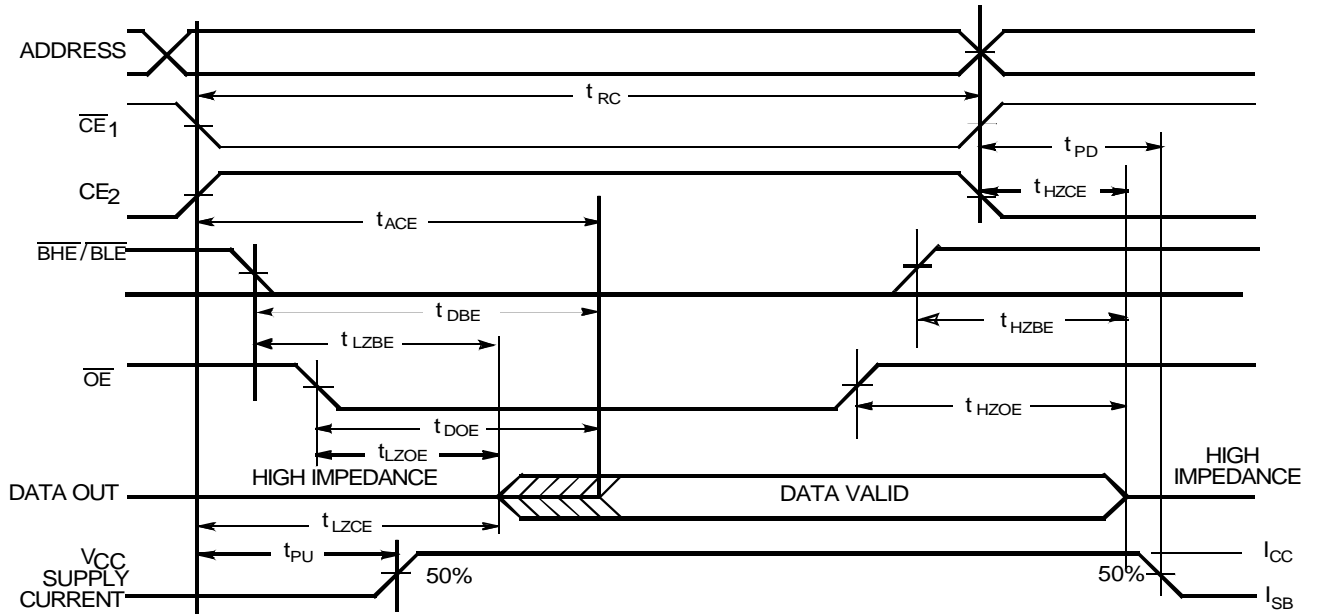 ADDRESS
t RC
CE1
t PD
CE2
t HZCE
t ACE
BHE/BLE
t DBE
t HZBE
t LZBE
OE
t HZOE
t DOE
t LZOE
HIGH IMPEDANCE
HIGH
IMPEDANCE
DATA OUT
DATA VALID
t LZCE
t PU
VCC
SUPPLY
CURRENT
50%
50%
ICC
ISB